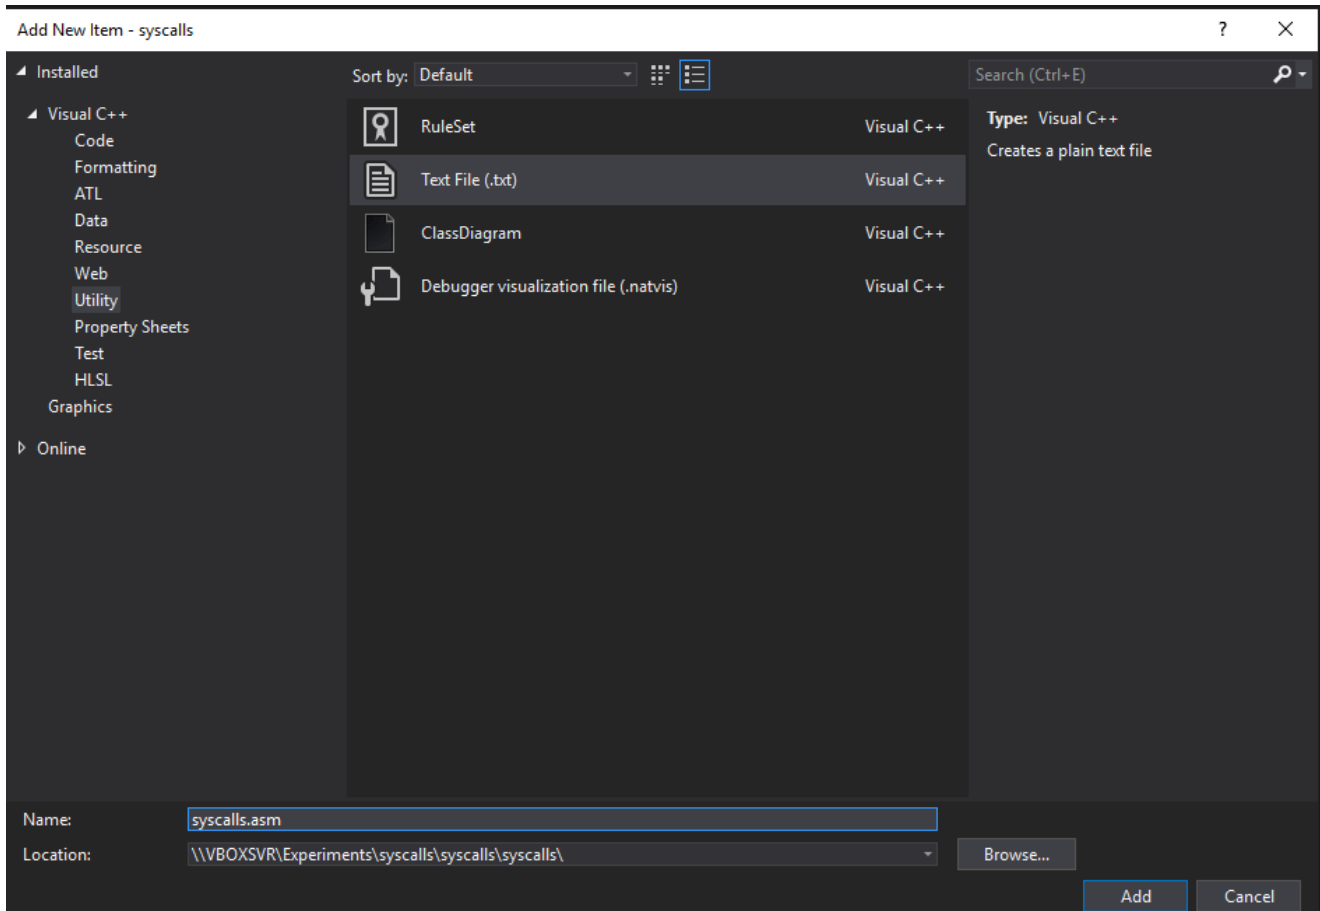 Add New Item - syscalls
?
Installed
Sort by: Default
Search (Ctrl+E)
Visual C++
Code
Formatting
ATL
Data
Resource
Web
Utility
Property Sheets
Test
HLSL
Graphics
Online
RuleSet Visual C++
Text File (.txt) Visual C++
ClassDiagram Visual C++
Debugger visualization file (.natvis) Visual C++
Type: Visual C++
Creates a plain text file
Name: syscalls.asm
Location: \\VBOXSVR\Experiments\syscalls\syscalls\syscalls\
Browse...
Add Cancel